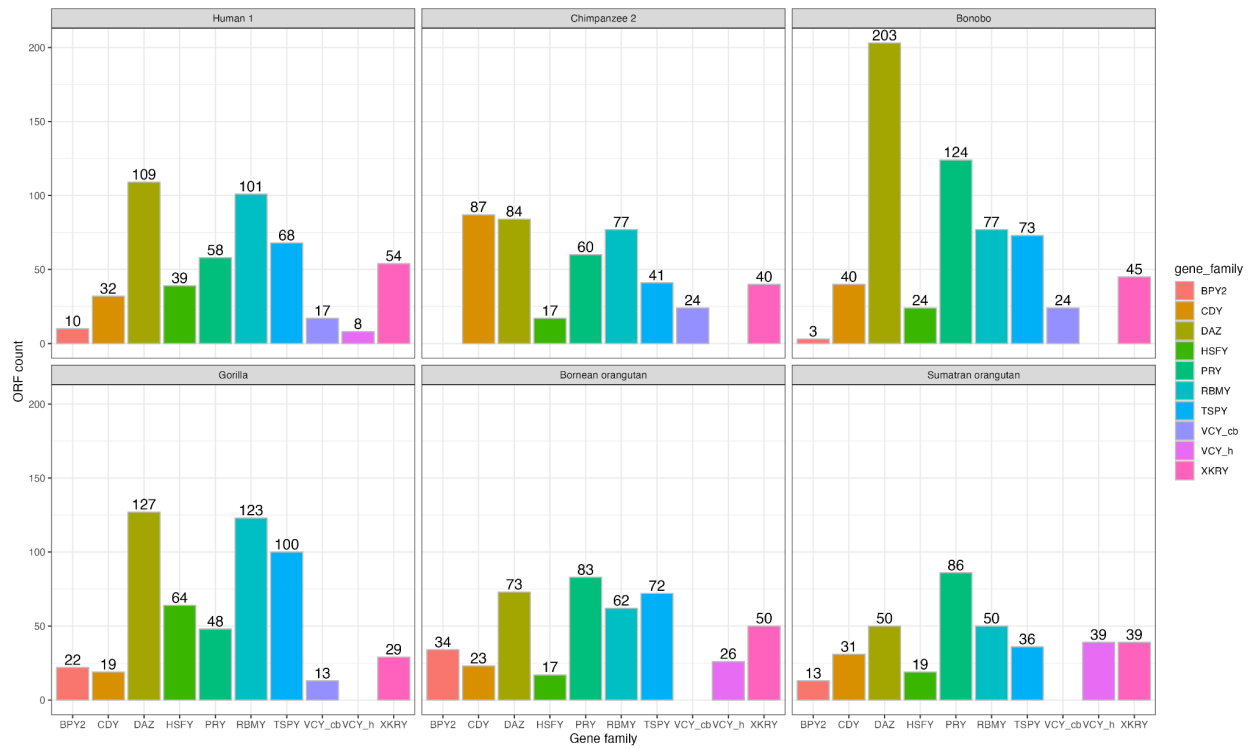 Human 1
Chimpanzee 2
Bonobo
200
150
100
50
0
10
32
109
39
58
101
68
17
8
54
87
84
17
60
77
41
24
40
3
40
203
24
124
77
73
24
45
ORF count
Gorilla
Bornean orangutan
Sumatran orangutan
200
150
100
50
0
22
19
127
64
48
123
100
13
29
34
23
73
17
83
62
72
26
50
13
31
50
19
86
50
36
39
39
BPY2 CDY DAZ HSFY PRY RBMY TSPY VCY_cb VCY_h XKRY
BPY2 CDY DAZ HSFY PRY RBMY TSPY VCY_cb VCY_h XKRY
BPY2 CDY DAZ HSFY PRY RBMY TSPY VCY_cb VCY_h XKRY
Gene family
gene_family
BPY2
CDY
DAZ
HSFY
PRY
RBMY
TSPY
VCY_cb
VCY_h
XKRY